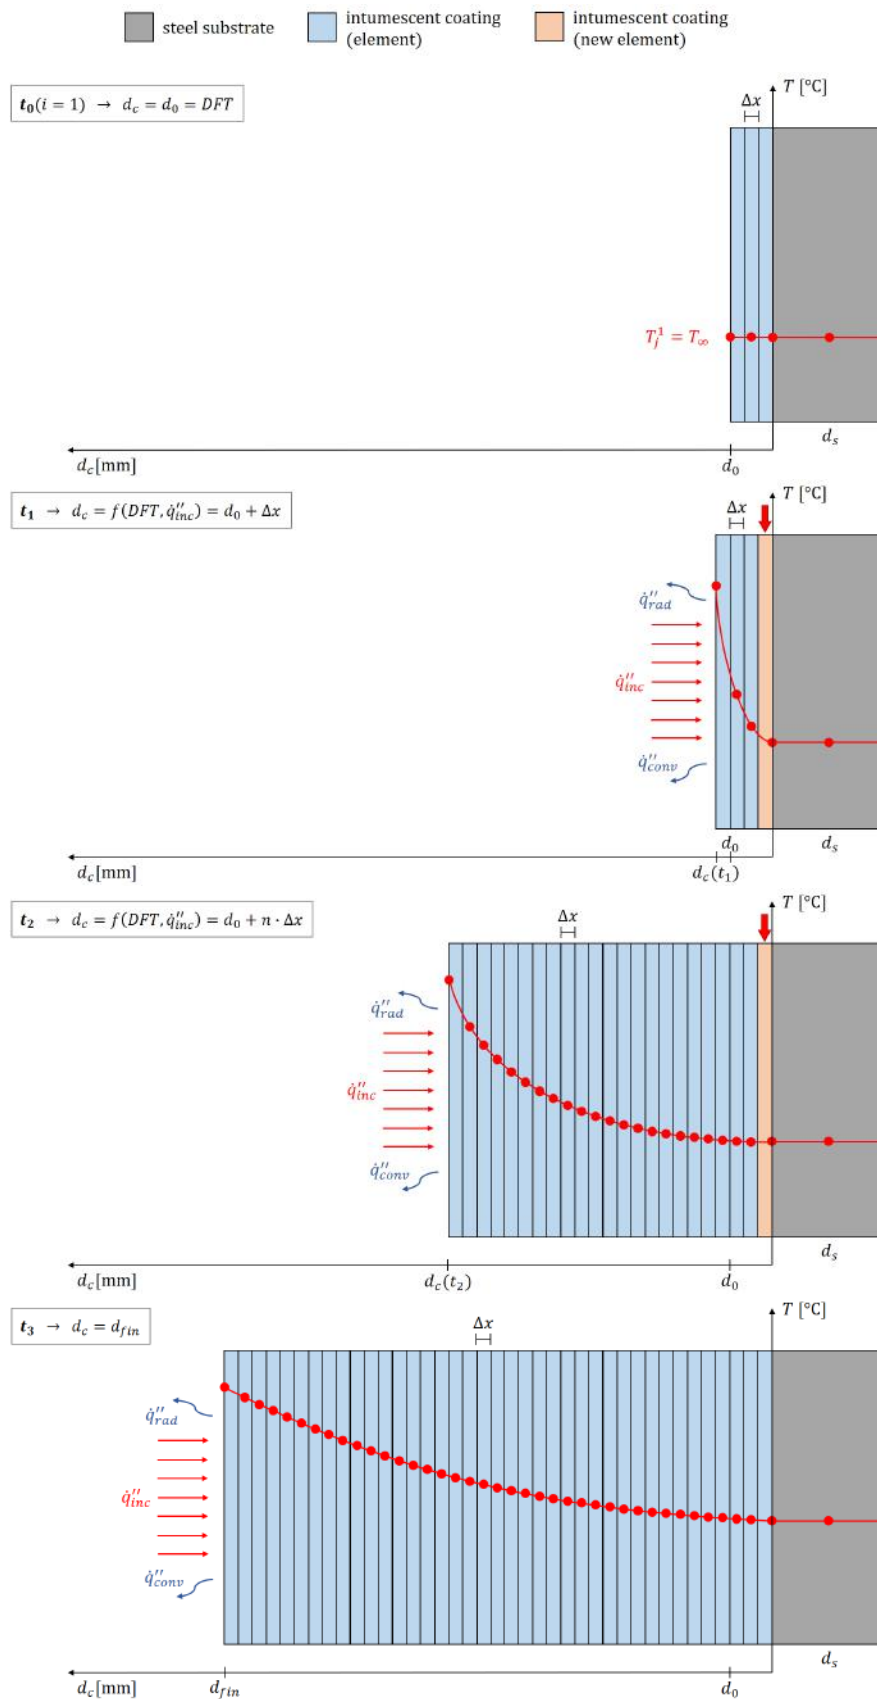 steel substrate
intumescent coating
(element)
intumescent coating
(new element)
t₀(i = 1) → d_c = d₀ = DFT
T [°C]
Δx
T_j^1 = T_∞
d_s
d_c[mm]
d₀
t₁ → d_c = f(DFT, q̇''_inc) = d₀ + Δx
T [°C]
Δx
q̇''_rad
q̇''_inc
q̇''_conv
d₀
d_s
d_c[mm]
d_c(t₁)
t₂ → d_c = f(DFT, q̇''_inc) = d₀ + n · Δx
T [°C]
Δx
q̇''_rad
q̇''_inc
q̇''_conv
d_s
d_c[mm]
d_c(t₂)
d₀
t₃ → d_c = d_fin
T [°C]
Δx
q̇''_rad
q̇''_inc
q̇''_conv
d_s
d_c[mm]
d_fin
d₀